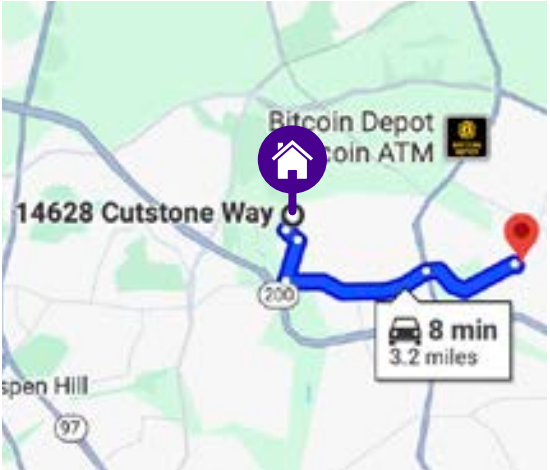 Bitcoin Depot
coin ATM
14628 Cutstone Way
200
8 min
3.2 miles
spen Hill
97